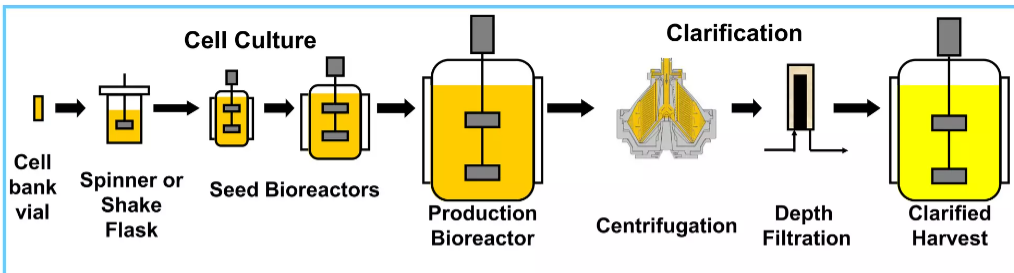 Cell Culture
Clarification
Cell
bank
vial
Spinner or
Shake
Flask
Seed Bioreactors
Production
Bioreactor
Centrifugation
Depth
Filtration
Clarified
Harvest